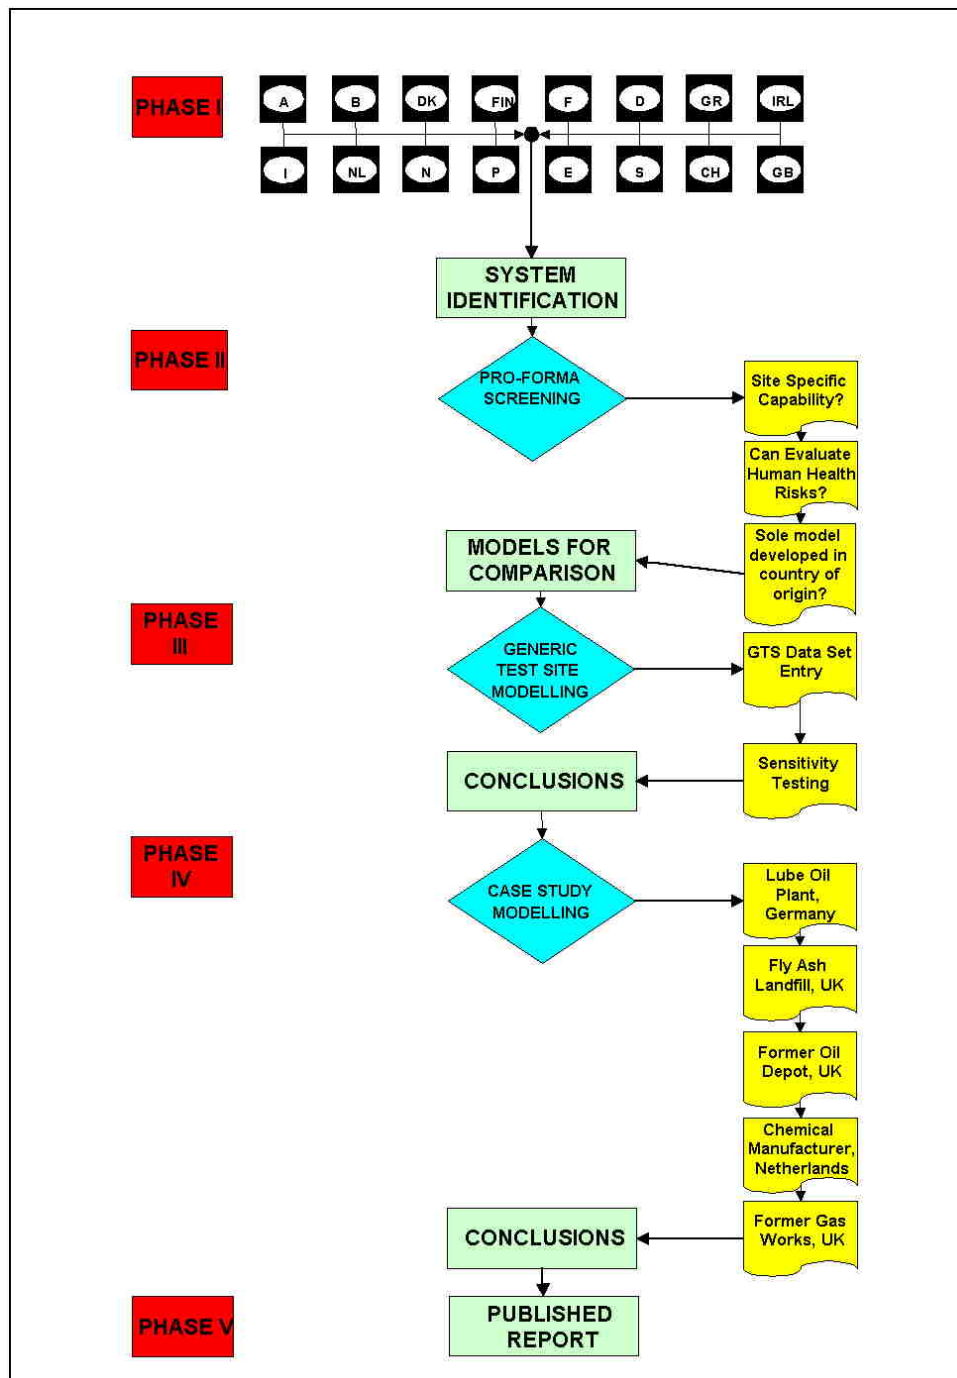 PHASE I
A
B
DK
FIN
F
D
GR
IRL
I
NL
N
P
E
S
CH
GB
SYSTEM
IDENTIFICATION
PHASE II
PRO-FORMA
SCREENING
Site Specific
Capability?
Can Evaluate
Human Health
Risks?
Sole model
developed in
country of
origin?
MODELS FOR
COMPARISON
PHASE
III
GENERIC
TEST SITE
MODELLING
GTS Data Set
Entry
Sensitivity
Testing
CONCLUSIONS
PHASE
IV
CASE STUDY
MODELLING
Lube Oil
Plant,
Germany
Fly Ash
Landfill, UK
Former Oil
Depot, UK
Chemical
Manufacturer,
Netherlands
Former Gas
Works, UK
CONCLUSIONS
PHASE V
PUBLISHED
REPORT